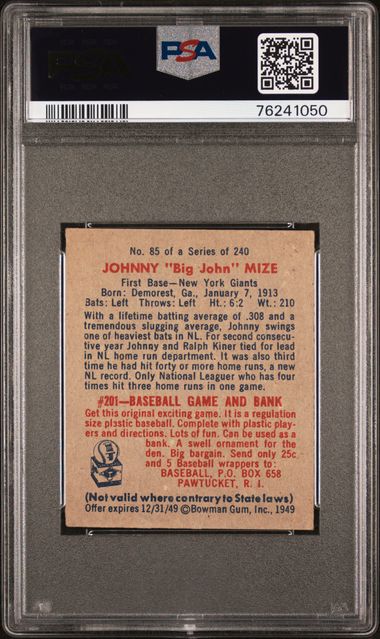 PSA
PSA
76241050
No. 85 of a Series of 240
JOHNNY "Big John" MIZE
First Base—New York Giants
Born: Demorest, Ga., January 7, 1913
Bats: Left Throws: Left Ht.: 6:2 Wt.: 210
With a lifetime batting average of .308 and a
tremendous slugging average, Johnny swings
one of heaviest bats in NL. For second consecu-
tive year Johnny and Ralph Kiner tied for lead
in NL home run department. It was also third
time he had hit forty or more home runs, a new
NL record. Only National Leaguer who has four
times hit three home runs in one game.
#201—BASEBALL GAME AND BANK
Get this original exciting game. It is a regulation
size plastic baseball. Complete with plastic play-
ers and directions. Lots of fun. Can be used as a
bank. A swell ornament for the
den. Big bargain. Send only 25c
and 5 Baseball wrappers to:
BASEBALL, P.O. BOX 658
PAWTUCKET, R. I.
(Not valid where contrary to State laws)
Offer expires 12/31/49 ©Bowman Gum, Inc., 1949